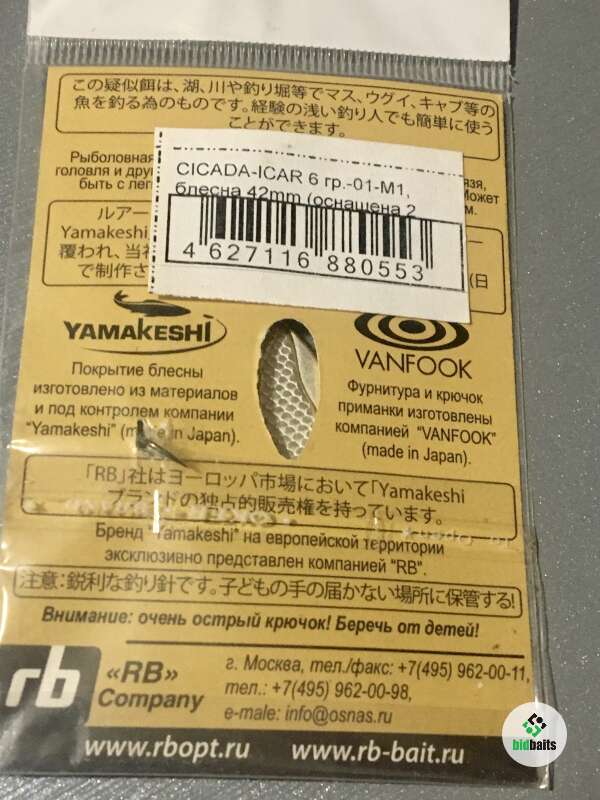 この疑似餌は、湖、川や釣り堀等でマス、ウグイ、キャブ等の
魚を釣る為のものです。経験の浅い釣り人でも簡単に使う
ことができます。
Рыболовная
язя,
головля и дру
Может
быть с лег
CICADA-ICAR 6 гр.-01-M1,
блесна 42mm (оснащена 2
4 627116 880553
ルアー
Yamakeshi
覆われ、当社
(日
で制作さ
YAMAKESHI
VANFOOK
Покрытие блесны
изготовлено из материалов
и под контролем компании
"Yamakeshi" (made in Japan).
Фурнитура и крючок
приманки изготовлены
компанией "VANFOOK"
(made in Japan).
「RB」社はヨーロッパ市場において「Yamakeshi
ブランドの独占的販売権を持っています。
Бренд "Yamakeshi" на европейской территории
эксклюзивно представлен компанией "RB".
注意:鋭利な釣り針です。子どもの手の届かない場所に保管する!
Внимание: очень острый крючок! Беречь от детей!
rb
«RB»
Company
г. Москва, тел./факс: +7(495) 962-00-11,
тел.: +7(495) 962-00-98,
e-male: info@osnas.ru
www.rbopt.ru www.rb-bait.ru
bidbaits